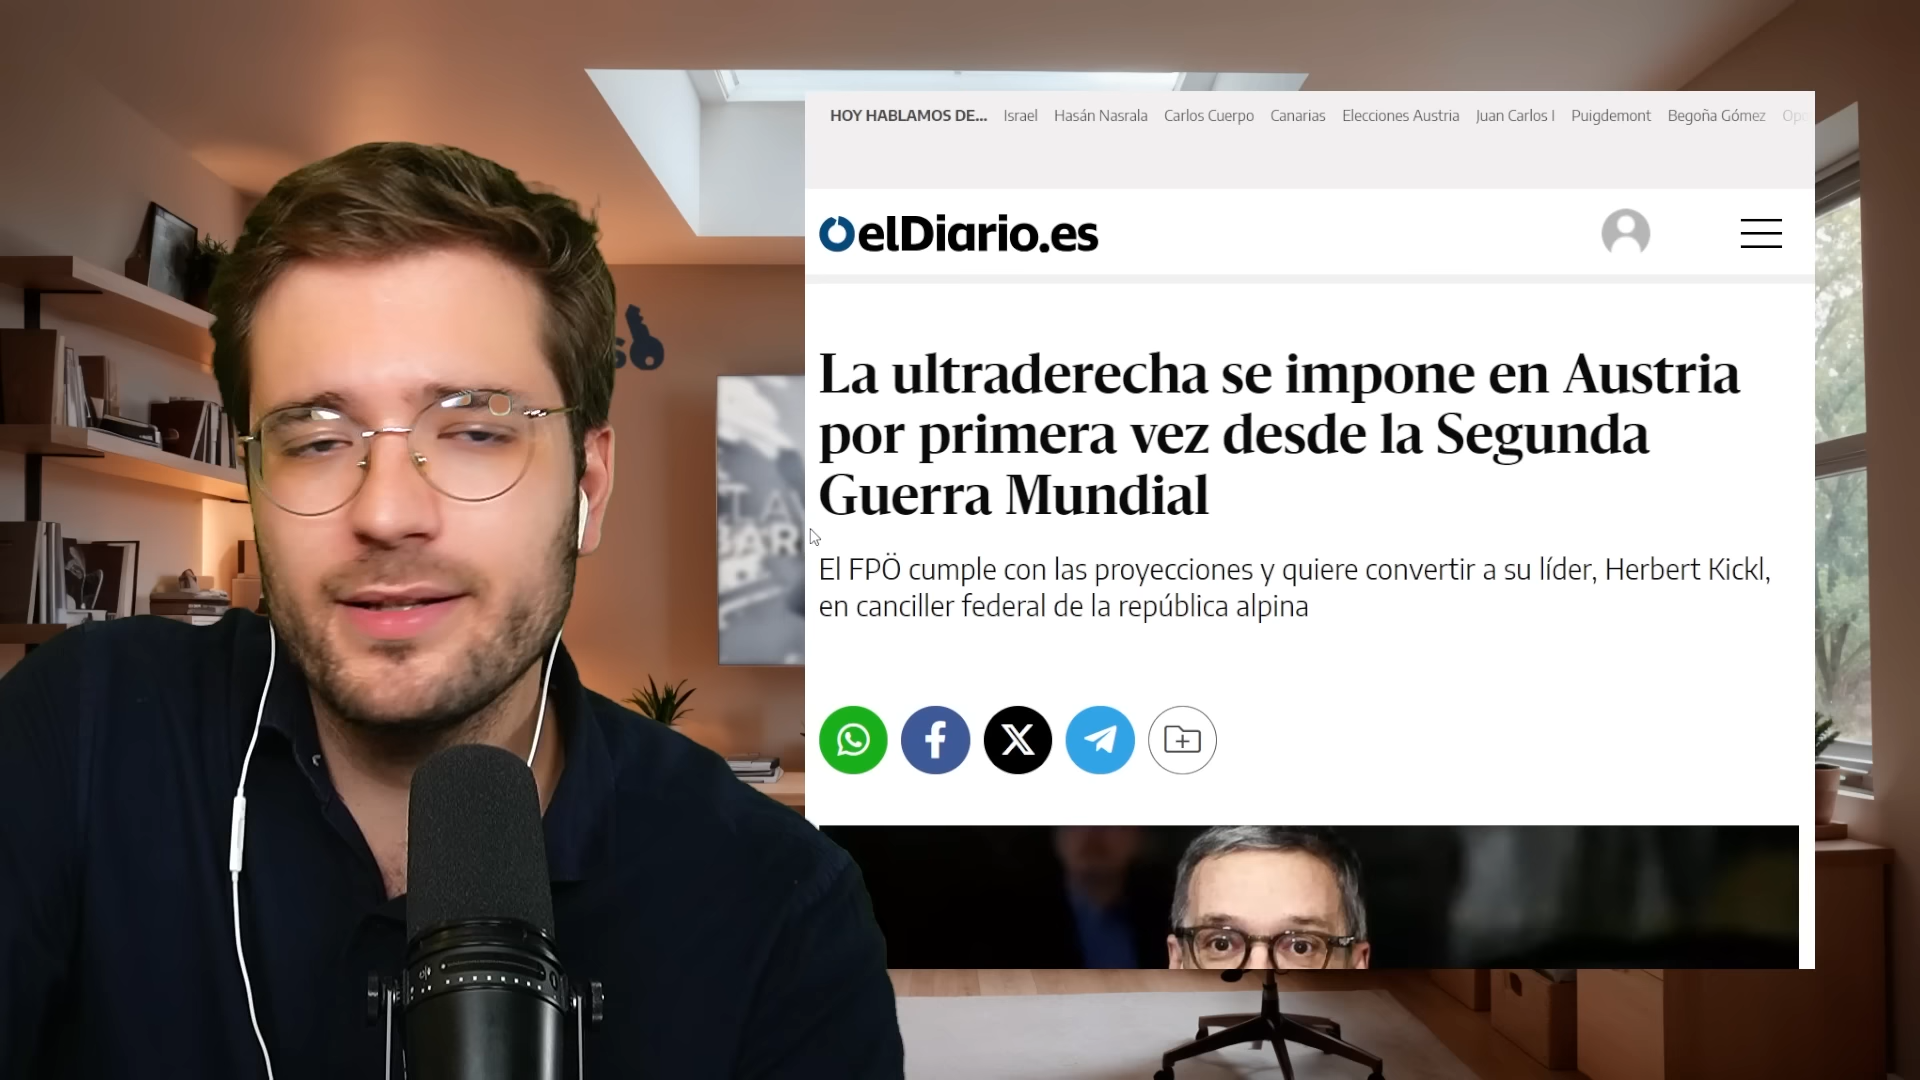 HOY HABLAMOS DE... Israel Hasán Nasrala Carlos Cuerpo Canarias Elecciones Austria Juan Carlos I Puigdemont Begoña Gómez
elDiario.es
La ultraderecha se impone en Austria
por primera vez desde la Segunda
Guerra Mundial
El FPÖ cumple con las proyecciones y quiere convertir a su líder, Herbert Kickl,
en canciller federal de la república alpina